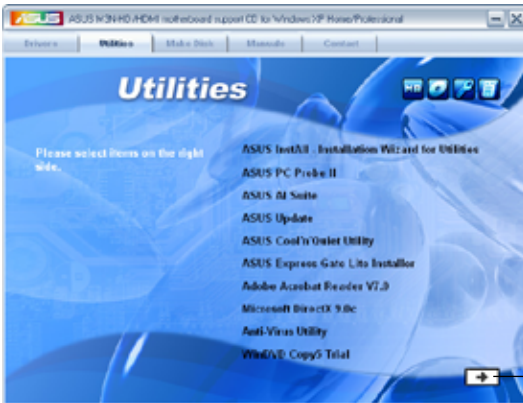 ASUS M3N-HD/HDMI motherboard support CD for Windows XP Home/Professional
Drivers Utilities Make Disk Manuals Contact
Utilities
Please select items on the right
side.
ASUS InstAll - Installation Wizard for Utilities
ASUS PC Probe II
ASUS AI Suite
ASUS Update
ASUS Cool'n'Quiet Utility
ASUS Express Gate Lite Installer
Adobe Acrobat Reader V7.0
Microsoft DirectX 9.0c
Anti-Virus Utility
WinDVD Copy5 Trial